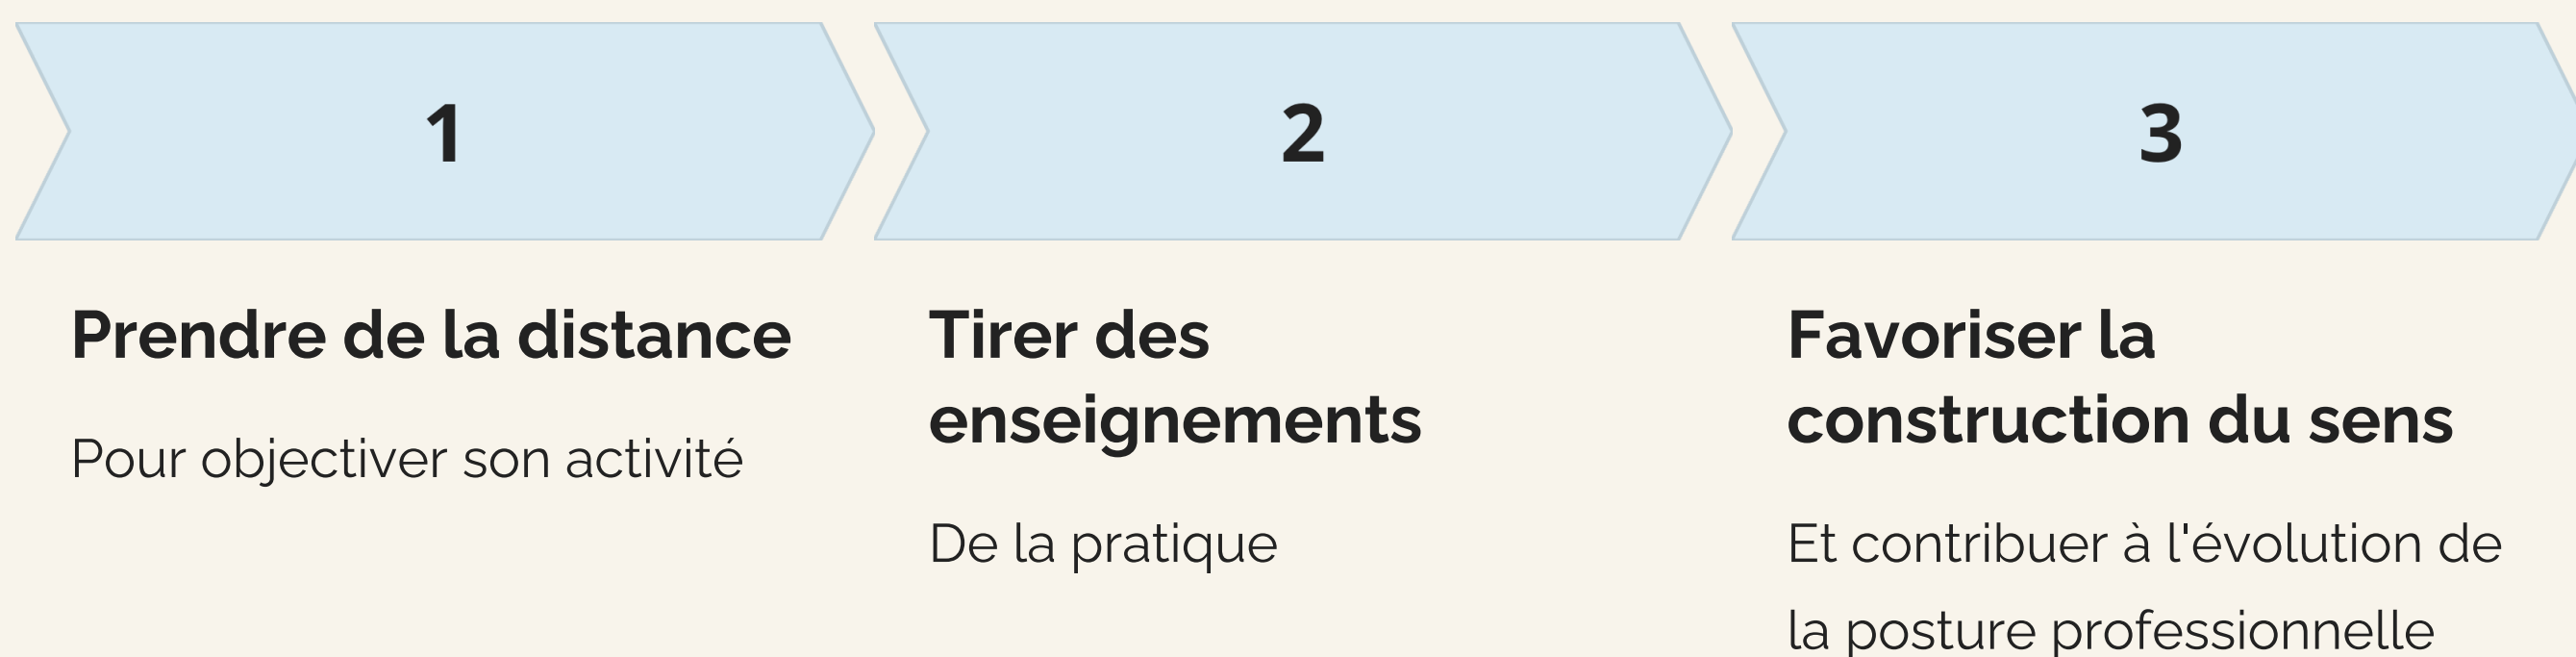 1
2
3
Prendre de la distance
Pour objectiver son activité
Tirer des
enseignements
De la pratique
Favoriser la
construction du sens
Et contribuer à l'évolution de
la posture professionnelle